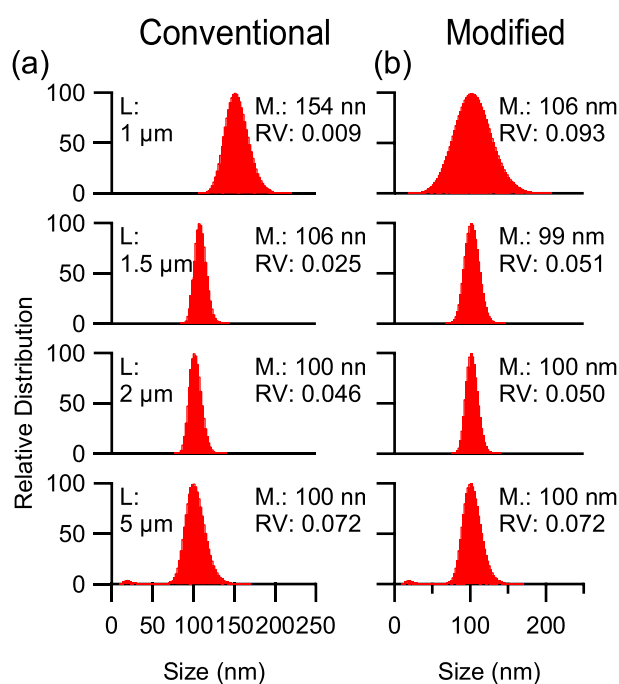 Conventional Modified
(a) (b)
100 L: M.: 154 nn M.: 106 nm
50 1 µm RV: 0.009 RV: 0.093
0
100 L: M.: 106 nn M.: 99 nm
50 1.5 µm RV: 0.025 RV: 0.051
0
100 L: M.: 100 nn M.: 100 nm
50 2 µm RV: 0.046 RV: 0.050
0
100 L: M.: 100 nn M.: 100 nm
50 5 µm RV: 0.072 RV: 0.072
0
0 50 100 150 200 250 0 100 200
Size (nm) Size (nm)
Relative Distribution